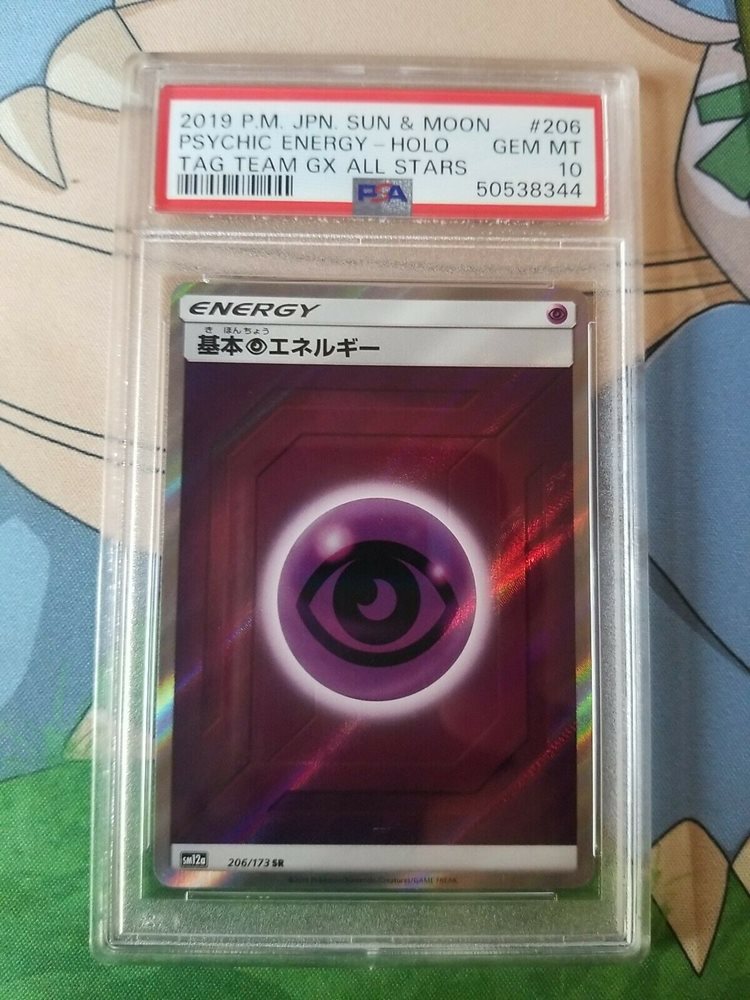 2019 P.M. JPN. SUN & MOON #206
PSYCHIC ENERGY - HOLO GEM MT
TAG TEAM GX ALL STARS 10
PSA 50538344
ENERGY
き ほんちょう
基本エネルギー
sm12a 206/173 SR